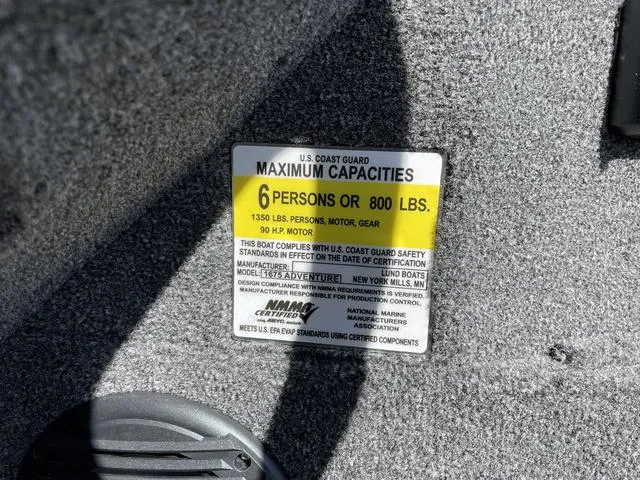 U.S. COAST GUARD
MAXIMUM CAPACITIES
6 PERSONS OR 800 LBS.
1350 LBS. PERSONS, MOTOR, GEAR
90 H.P. MOTOR
THIS BOAT COMPLIES WITH U.S. COAST GUARD SAFETY
STANDARDS IN EFFECT ON THE DATE OF CERTIFICATION
MANUFACTURER: LUND BOATS
MODEL: 1675 ADVENTURE NEW YORK MILLS, MN
DESIGN COMPLIANCE WITH NMMA REQUIREMENTS IS VERIFIED.
MANUFACTURER RESPONSIBLE FOR PRODUCTION CONTROL.
NMMA
CERTIFIED
using ABYC standards
NATIONAL MARINE
MANUFACTURERS
ASSOCIATION
MEETS U.S. EPA EVAP STANDARDS USING CERTIFIED COMPONENTS